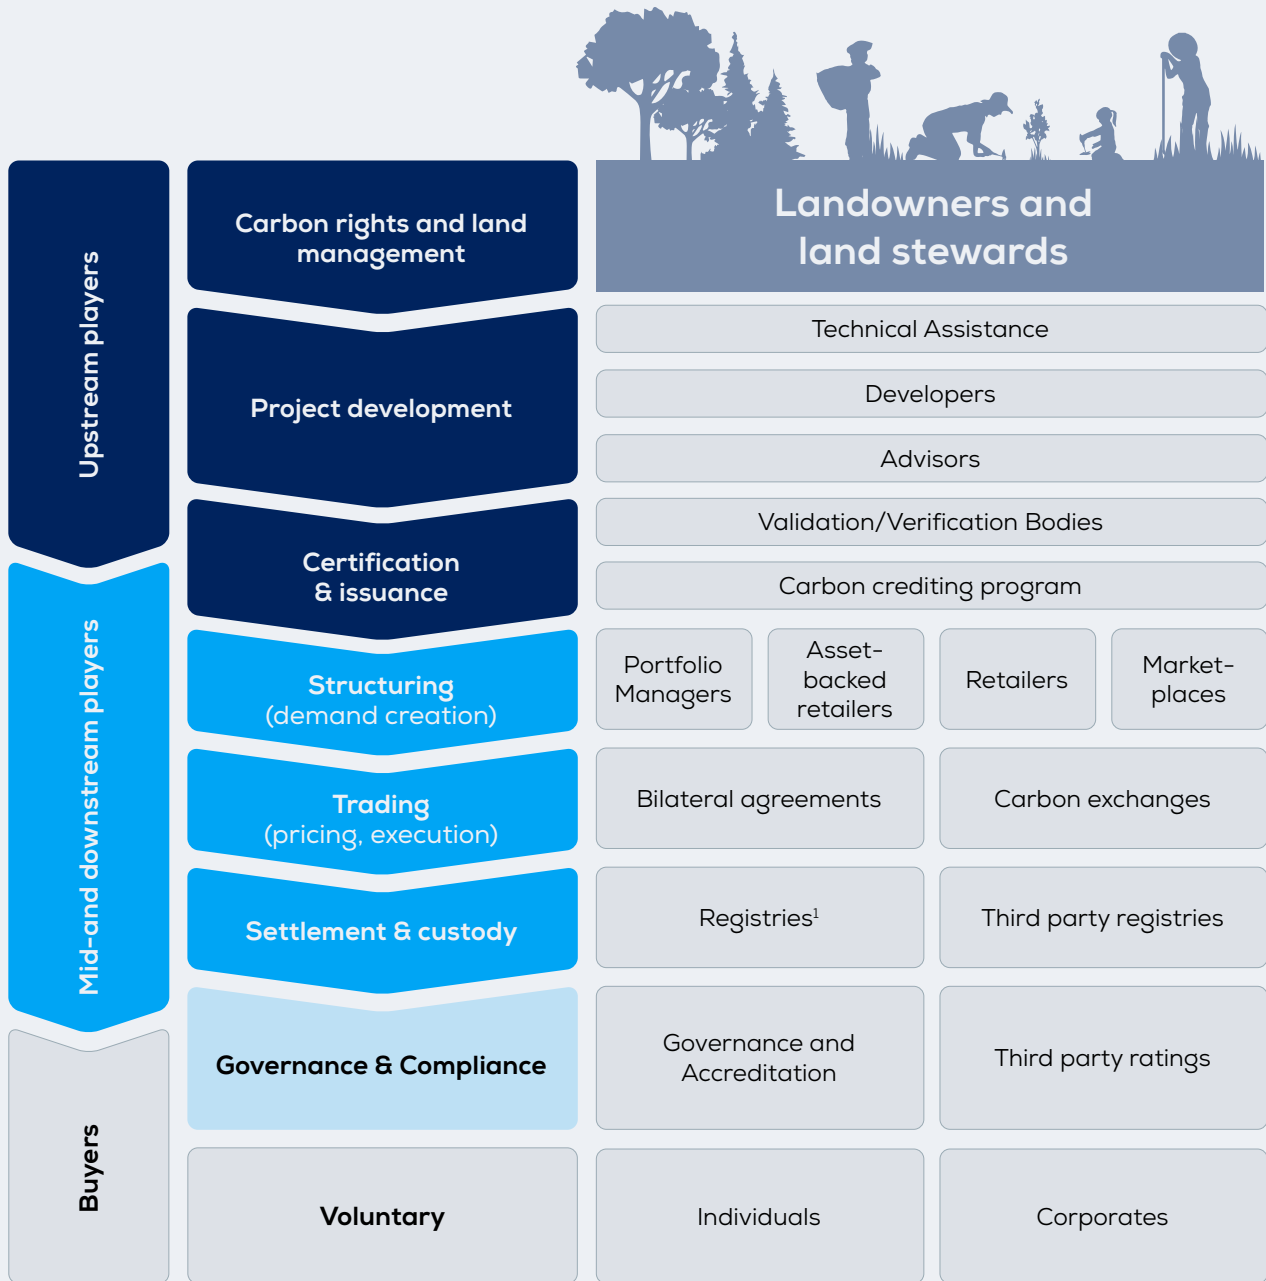 Upstream players
Carbon rights and land
management
Landowners and
land stewards
Project development
Technical Assistance
Developers
Advisors
Certification
& issuance
Validation/Verification Bodies
Carbon crediting program
Mid-and downstream players
Structuring
(demand creation)
Portfolio
Managers
Asset-
backed
retailers
Retailers
Market-
places
Trading
(pricing, execution)
Bilateral agreements
Carbon exchanges
Settlement & custody
Registries¹
Third party registries
Governance & Compliance
Governance and
Accreditation
Third party ratings
Buyers
Voluntary
Individuals
Corporates